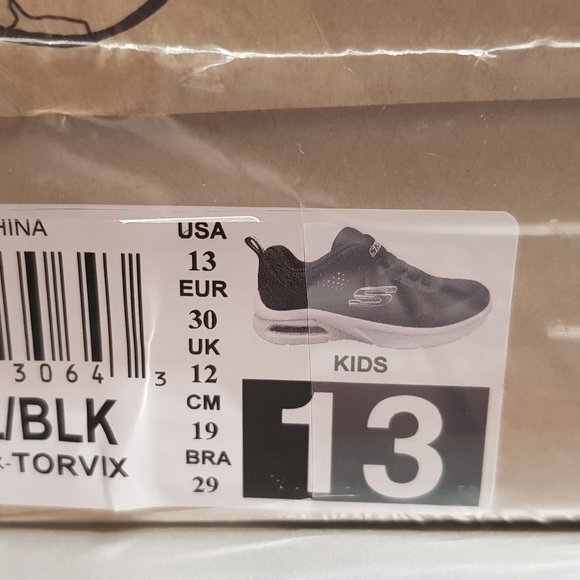 HINA
USA
13
EUR
30
UK
12
CM
19
BRA
29
3064 3
/BLK
-TORVIX
KIDS
13